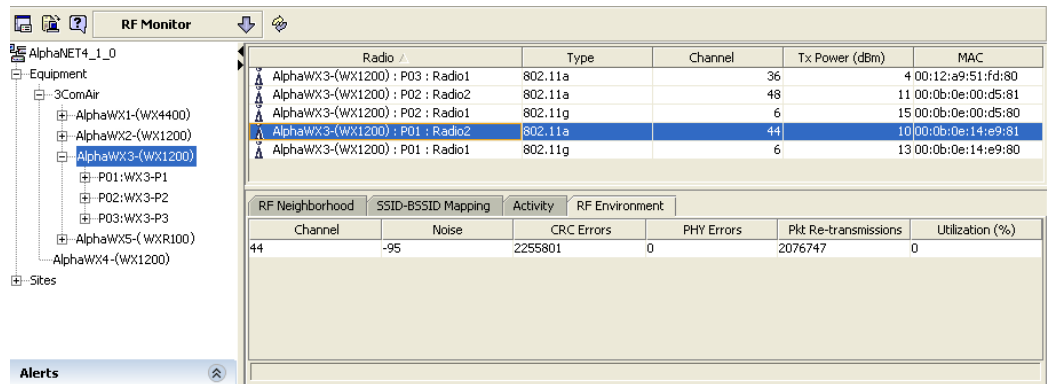 RF Monitor
AlphaNET4_1_0
Equipment
3ComAir
AlphaWX1-(WX4400)
AlphaWX2-(WX1200)
AlphaWX3-(WX1200)
P01:WX3-P1
P02:WX3-P2
P03:WX3-P3
AlphaWX5-(WXR100)
AlphaWX4-(WX1200)
Sites
Alerts
Radio Type Channel Tx Power (dBm) MAC
AlphaWX3-(WX1200) : P03 : Radio1 802.11a 36 4 00:12:a9:51:fd:80
AlphaWX3-(WX1200) : P02 : Radio2 802.11a 48 11 00:0b:0e:00:d5:81
AlphaWX3-(WX1200) : P02 : Radio1 802.11g 6 15 00:0b:0e:00:d5:80
AlphaWX3-(WX1200) : P01 : Radio2 802.11a 44 10 00:0b:0e:14:e9:81
AlphaWX3-(WX1200) : P01 : Radio1 802.11g 6 13 00:0b:0e:14:e9:80
RF Neighborhood SSID-BSSID Mapping Activity RF Environment
Channel Noise CRC Errors PHY Errors Pkt Re-transmissions Utilization (%)
44 -95 2255801 0 2076747 0